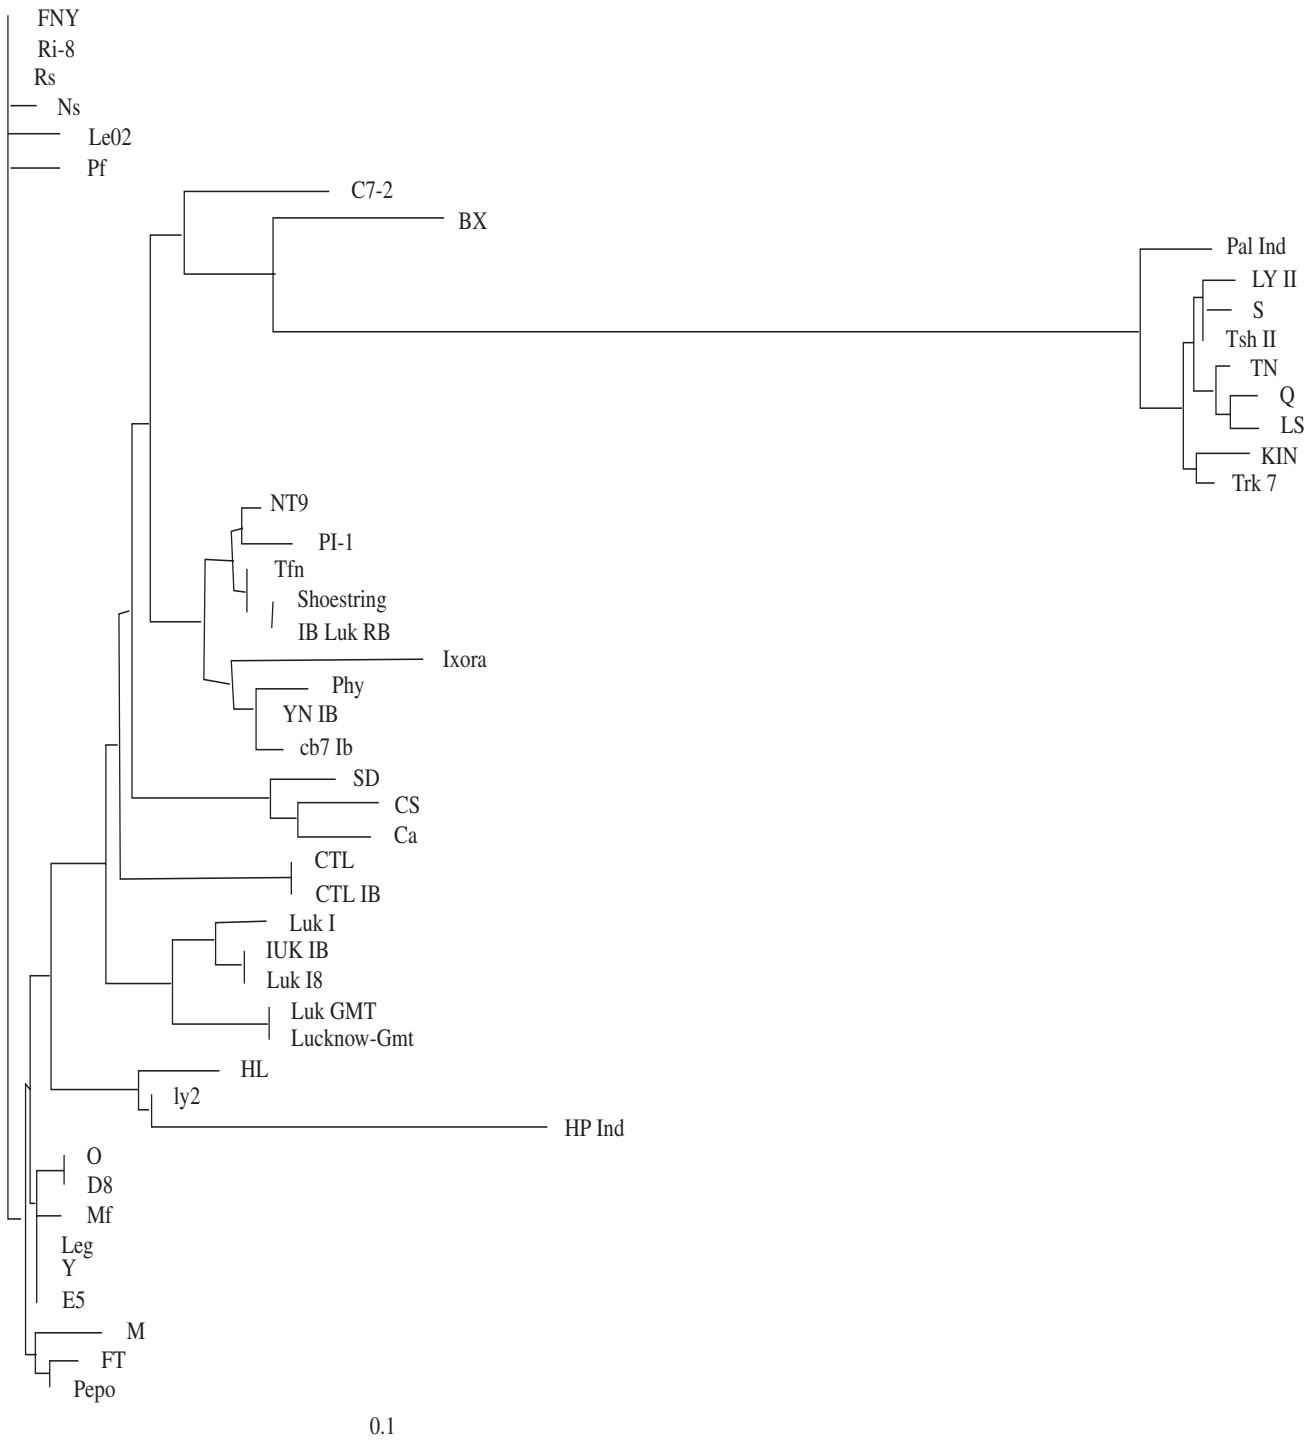 FNY
Ri-8
Rs
Ns
Le02
Pf
C7-2
BX
Pal Ind
LY II
S
Tsh II
TN
Q
LS
KIN
Trk 7
NT9
PI-1
Tfn
Shoestring
IB Luk RB
Ixora
Phy
YN IB
cb7 Ib
SD
CS
Ca
CTL
CTL IB
Luk I
IUK IB
Luk I8
Luk GMT
Lucknow-Gmt
HL
ly2
HP Ind
O
D8
Mf
Leg
Y
E5
M
FT
Pepo
0.1